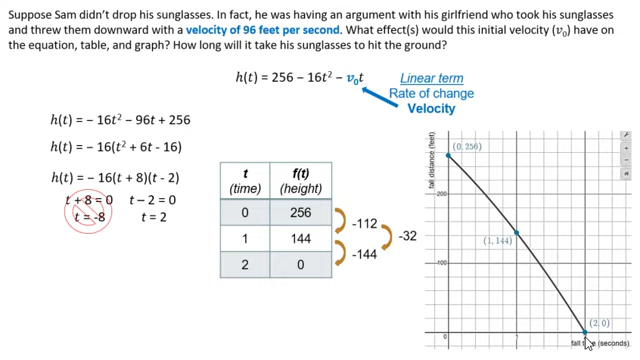 Suppose Sam didn't drop his sunglasses. In fact, he was having an argument with his girlfriend who took his sunglasses
and threw them downward with a velocity of 96 feet per second. What effect(s) would this initial velocity (v₀) have on
the equation, table, and graph? How long will it take his sunglasses to hit the ground?
h(t) = 256 – 16t² – v₀t
Linear term
Rate of change
Velocity
h(t) = – 16t² – 96t + 256
h(t) = – 16(t² + 6t - 16)
h(t) = – 16(t + 8)(t - 2)
t + 8 = 0 t – 2 = 0
t = -8 t = 2
t f(t)
(time) (height)
0 256
1 144
2 0
-112
-144
-32
fall distance (feet)
(0, 256)
200
(1, 144)
100
(2, 0)
0
fall (seconds)